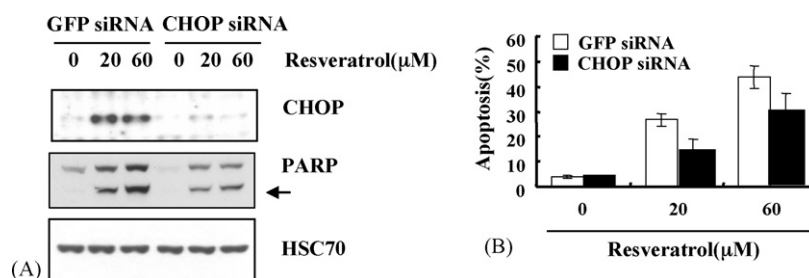 GFP siRNA CHOP siRNA
0 20 60 0 20 60 Resveratrol(μM)
CHOP
PARP
HSC70
(A)
60
50
40
30
20
10
0
Apoptosis(%)
GFP siRNA
CHOP siRNA
0 20 60
Resveratrol(μM)
(B)